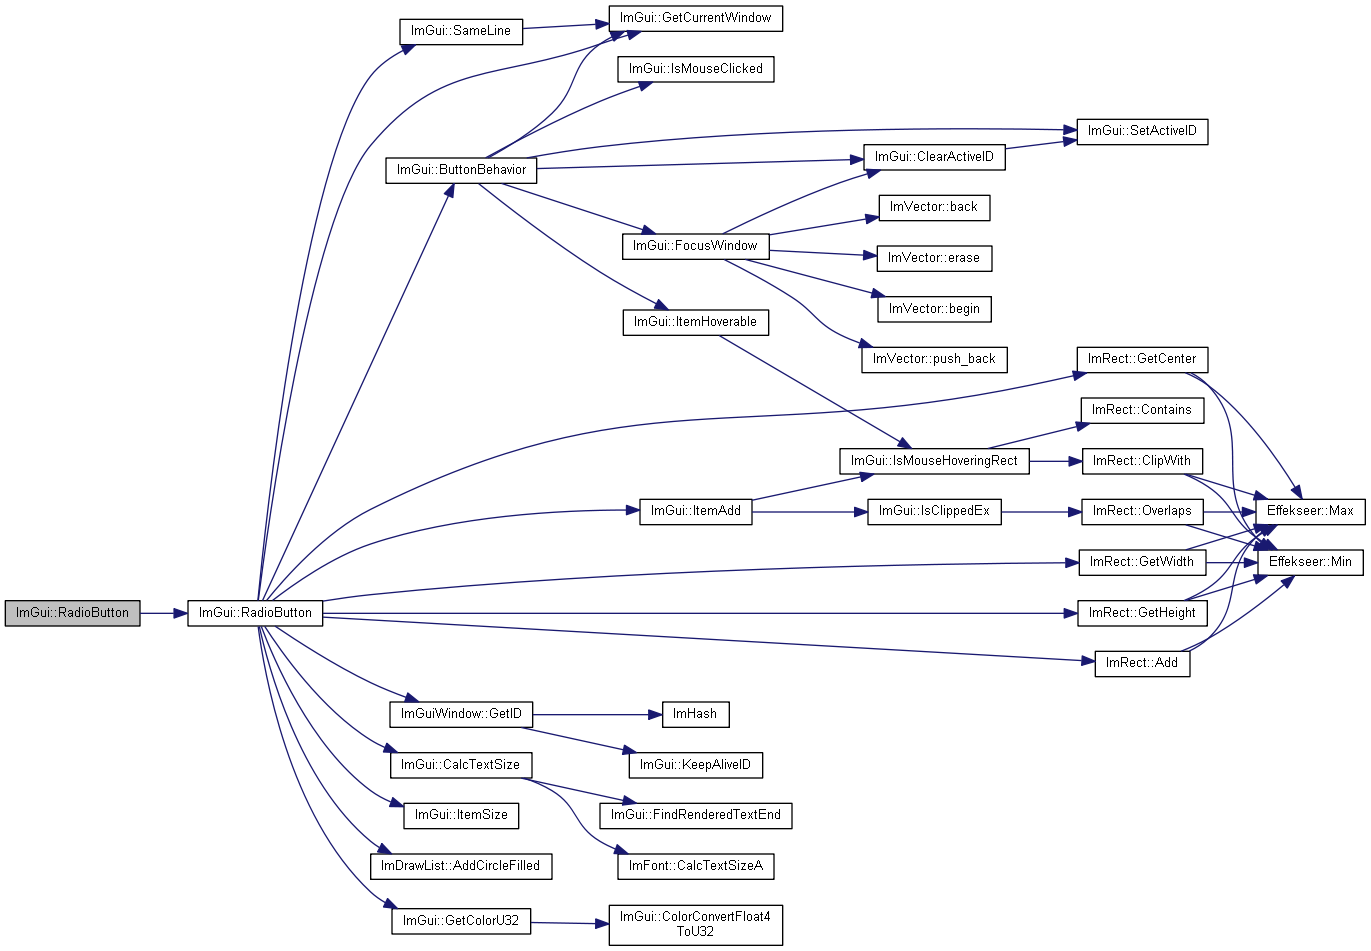 ImGui::RadioButton
ImGui::RadioButton
ImGui::SameLine
ImGui::GetCurrentWindow
ImGui::IsMouseClicked
ImGui::ButtonBehavior
ImGui::SetActiveID
ImGui::ClearActiveID
ImVector::back
ImGui::FocusWindow
ImVector::erase
ImVector::begin
ImGui::ItemHoverable
ImVector::push_back
ImRect::GetCenter
ImRect::Contains
ImGui::IsMouseHoveringRect
ImRect::ClipWith
ImGui::ItemAdd
ImGui::IsClippedEx
ImRect::Overlaps
Effekseer::Max
ImRect::GetWidth
Effekseer::Min
ImRect::GetHeight
ImRect::Add
ImGuiWindow::GetID
ImHash
ImGui::KeepAliveID
ImGui::CalcTextSize
ImGui::FindRenderedTextEnd
ImGui::ItemSize
ImFont::CalcTextSizeA
ImDrawList::AddCircleFilled
ImGui::GetColorU32
ImGui::ColorConvertFloat4
ToU32